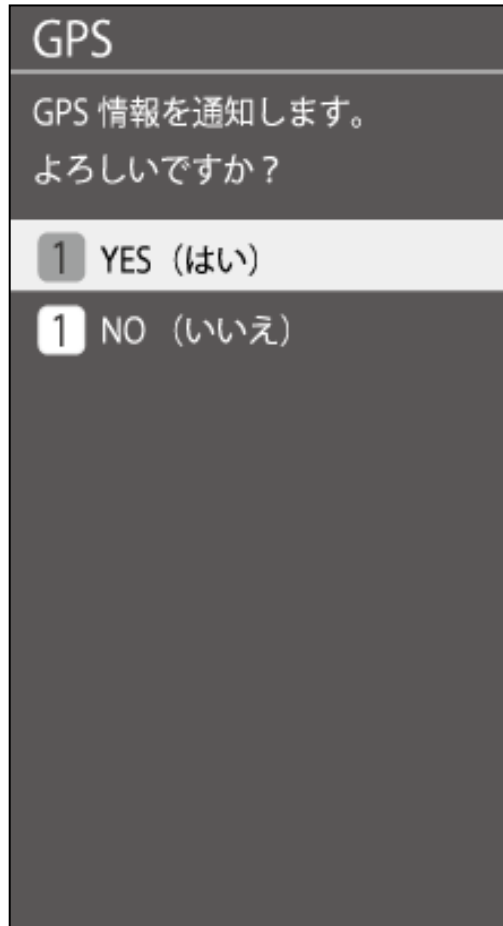 GPS
GPS 情報を通知します。
よろしいですか？
1 YES（はい）
1 NO （いいえ）